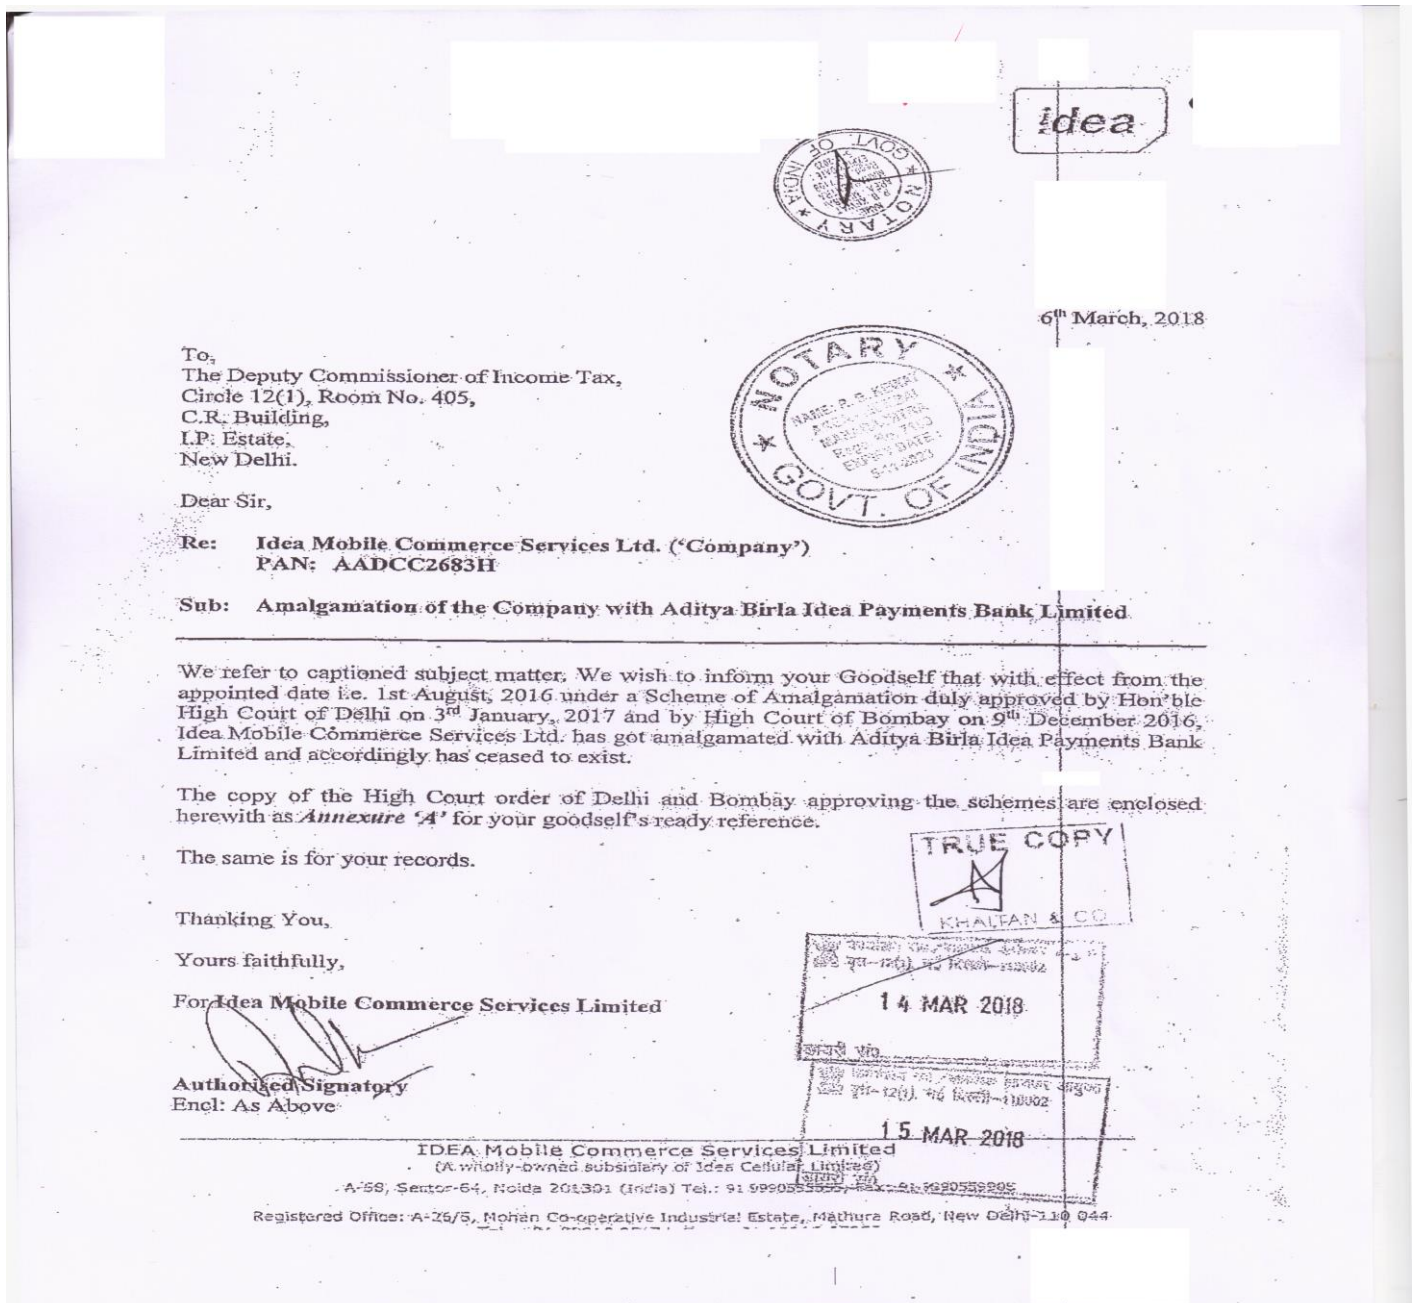 idea
NOTARY
GOVT. OF INDIA
6th March, 2018
To,
The Deputy Commissioner of Income Tax,
Circle 12(1), Room No. 405,
C.R. Building,
I.P. Estate,
New Delhi.
NOTARY
GOVT. OF INDIA
Dear Sir,
Re: Idea Mobile Commerce Services Ltd. (‘Company’)
PAN: AADCC2683H
Sub: Amalgamation of the Company with Aditya Birla Idea Payments Bank Limited
We refer to captioned subject matter. We wish to inform your Goodself that with effect from the
appointed date i.e. 1st August, 2016 under a Scheme of Amalgamation duly approved by Hon’ble
High Court of Delhi on 3rd January, 2017 and by High Court of Bombay on 9th December 2016,
Idea Mobile Commerce Services Ltd. has got amalgamated with Aditya Birla Idea Payments Bank
Limited and accordingly has ceased to exist.
The copy of the High Court order of Delhi and Bombay approving the schemes are enclosed
herewith as Annexure ‘A’ for your goodself's ready reference.
TRUE COPY
KHAITAN & CO
The same is for your records.
Thanking You,
Yours faithfully,
For Idea Mobile Commerce Services Limited
14 MAR 2018
Authorised Signatory
Encl: As Above
15 MAR 2018
IDEA Mobile Commerce Services Limited
(A wholly-owned subsidiary of Idea Cellular Limited)
A-68, Sector-64, Noida 201301 (India) Tel.:
Registered Office: A-26/5, Mohan Co-operative Industrial Estate, Mathura Road, New Delhi-110 044